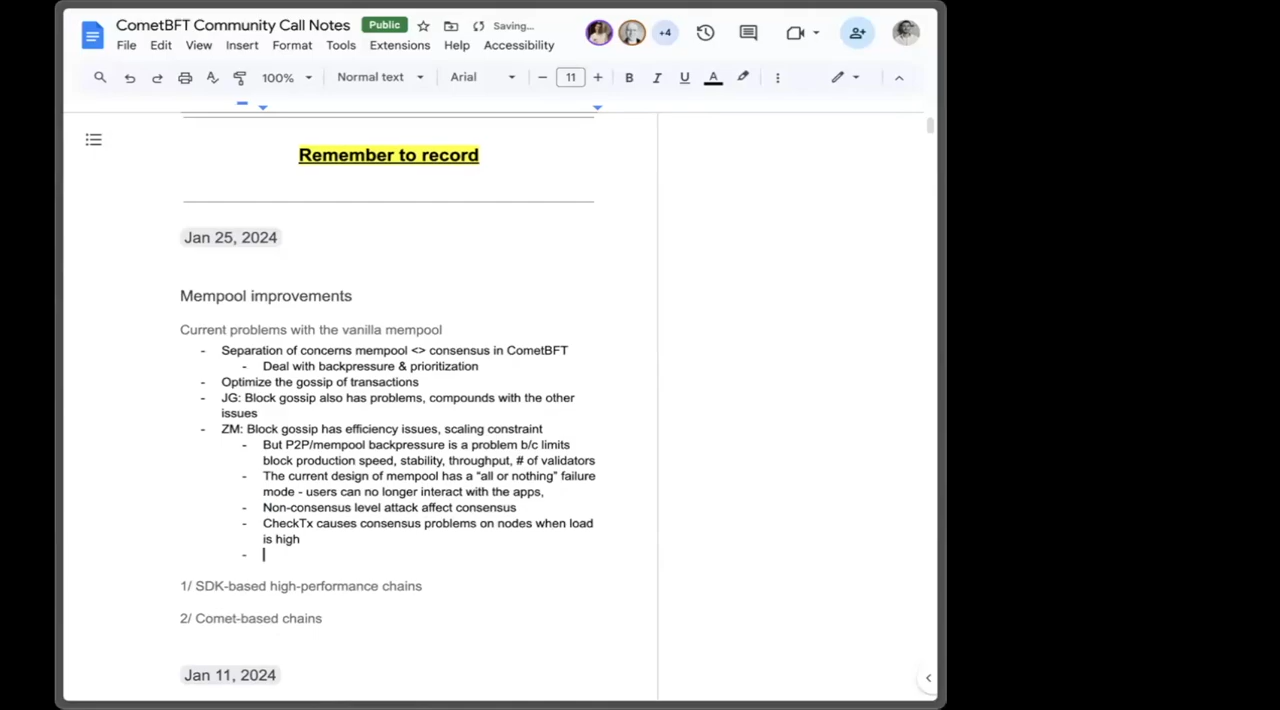 CometBFT Community Call Notes Public Saving...
+4
File Edit View Insert Format Tools Extensions Help Accessibility
100% Normal text Arial 11 B I U A
Remember to record
Jan 25, 2024
Mempool improvements
Current problems with the vanilla mempool
- Separation of concerns mempool <> consensus in CometBFT
- Deal with backpressure & prioritization
- Optimize the gossip of transactions
- JG: Block gossip also has problems, compounds with the other
issues
- ZM: Block gossip has efficiency issues, scaling constraint
- But P2P/mempool backpressure is a problem b/c limits
block production speed, stability, throughput, # of validators
- The current design of mempool has a “all or nothing” failure
mode - users can no longer interact with the apps,
- Non-consensus level attack affect consensus
- CheckTx causes consensus problems on nodes when load
is high
-
1/ SDK-based high-performance chains
2/ Comet-based chains
Jan 11, 2024